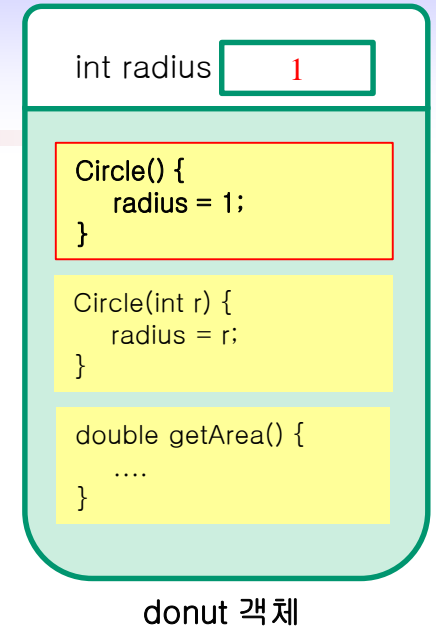 int radius 1
Circle() {
radius = 1;
}
Circle(int r) {
radius = r;
}
double getArea() {
....
}
donut 객체